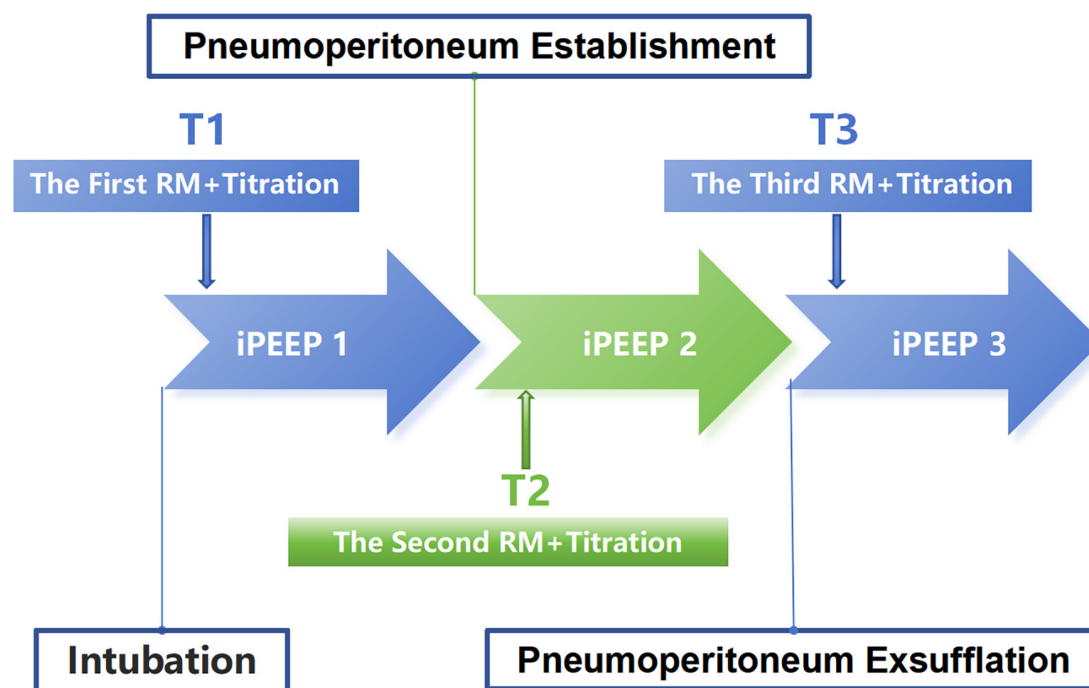 Pneumoperitoneum Establishment
T1
The First RM+Titration
T3
The Third RM+Titration
iPEEP 1
iPEEP 2
iPEEP 3
T2
The Second RM+Titration
Intubation
Pneumoperitoneum Exsufflation